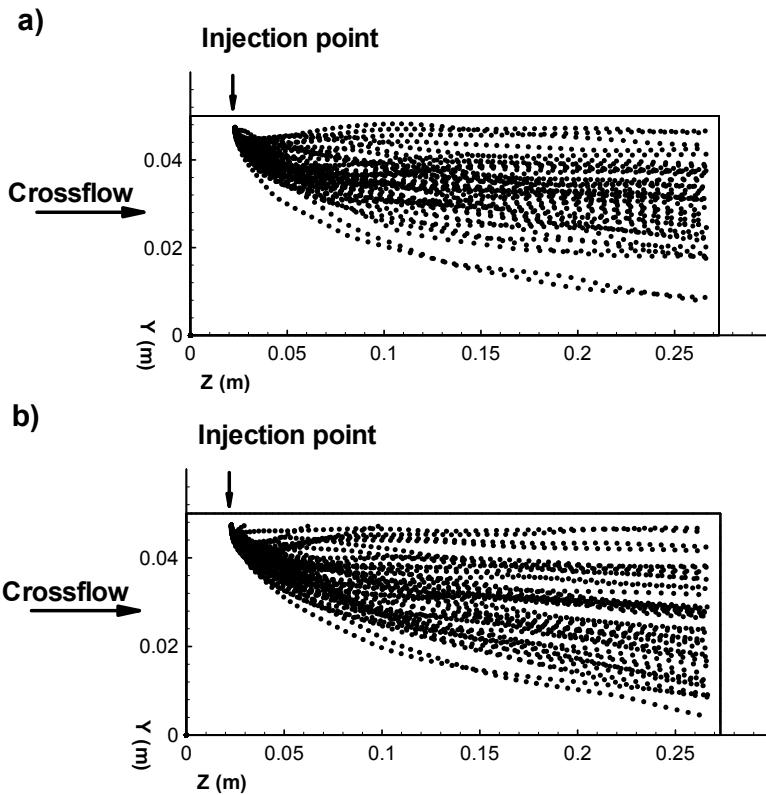 a)
Injection point
0.04
Crossflow
0.02
Y (m)
0
0 0.05 0.1 0.15 0.2 0.25
Z (m)
b)
Injection point
0.04
Crossflow
0.02
Y (m)
0
0 0.05 0.1 0.15 0.2 0.25
Z (m)